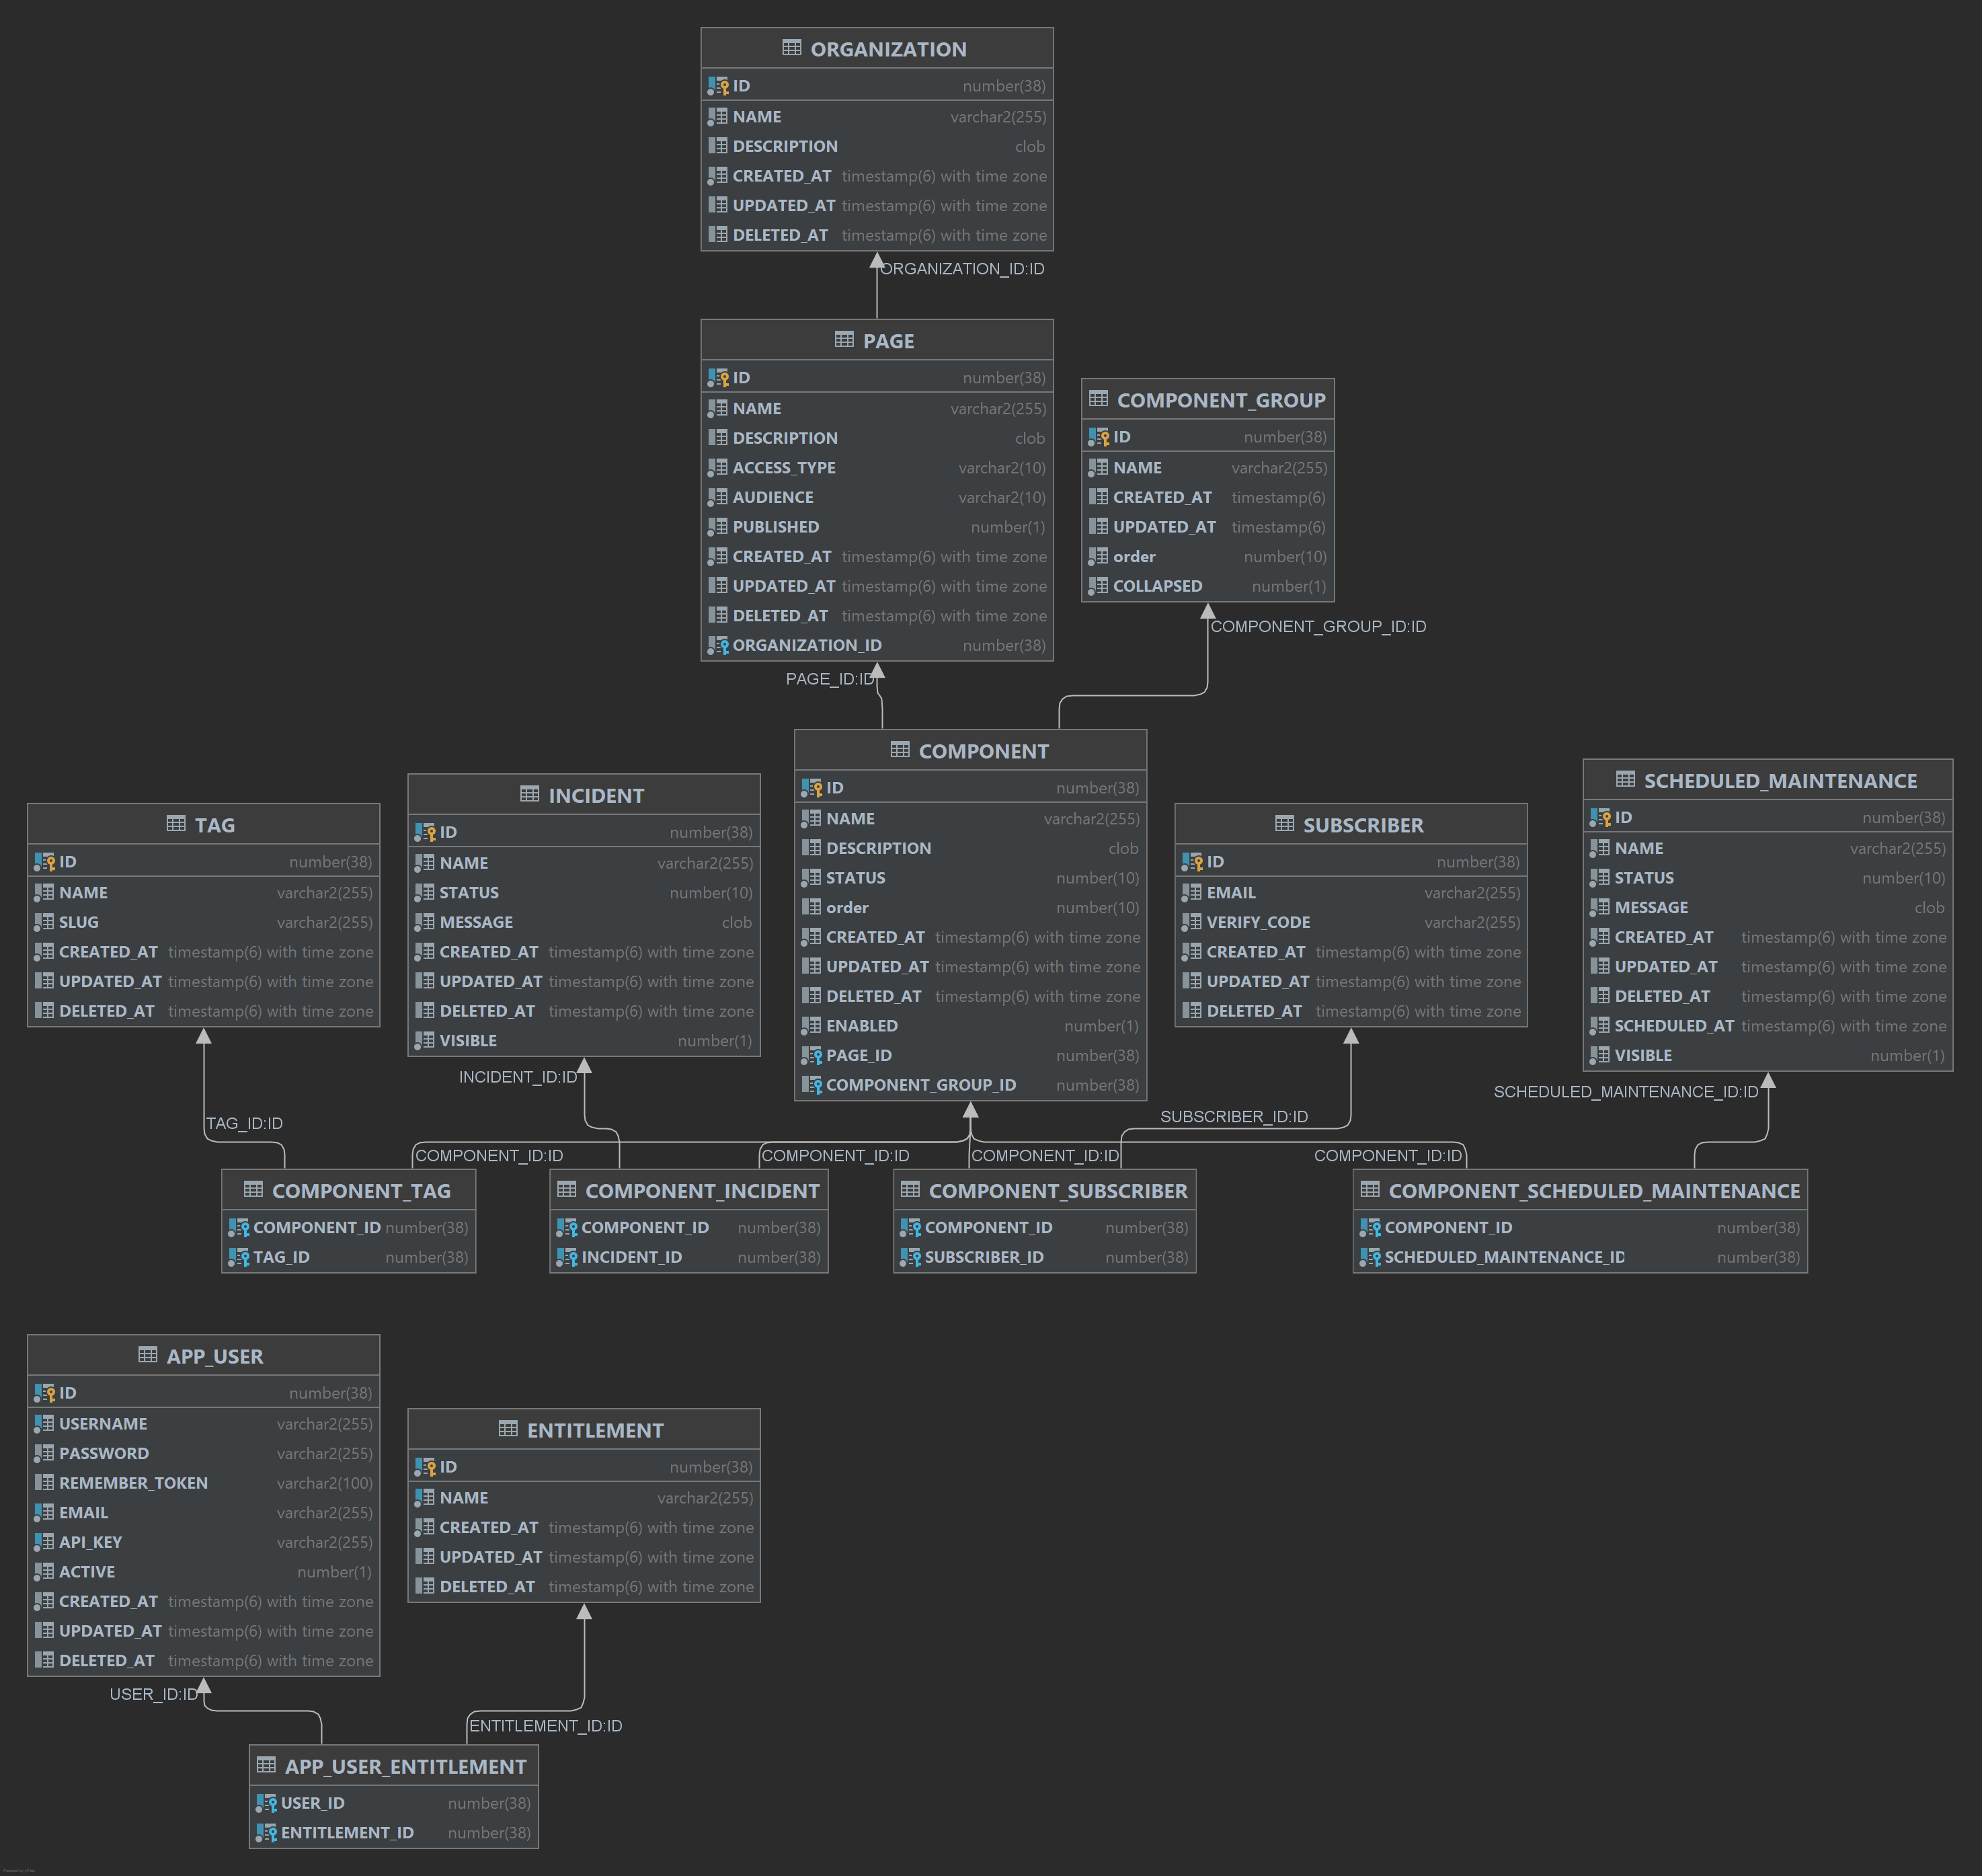 ORGANIZATION
ID number(38)
NAME varchar2(255)
DESCRIPTION clob
CREATED_AT timestamp(6) with time zone
UPDATED_AT timestamp(6) with time zone
DELETED_AT timestamp(6) with time zone
ORGANIZATION_ID:ID
PAGE
ID number(38)
NAME varchar2(255)
DESCRIPTION clob
ACCESS_TYPE varchar2(10)
AUDIENCE varchar2(10)
PUBLISHED number(1)
CREATED_AT timestamp(6) with time zone
UPDATED_AT timestamp(6) with time zone
DELETED_AT timestamp(6) with time zone
ORGANIZATION_ID number(38)
PAGE_ID:ID
COMPONENT_GROUP
ID number(38)
NAME varchar2(255)
CREATED_AT timestamp(6)
UPDATED_AT timestamp(6)
order number(10)
COLLAPSED number(1)
COMPONENT_GROUP_ID:ID
TAG
ID number(38)
NAME varchar2(255)
SLUG varchar2(255)
CREATED_AT timestamp(6) with time zone
UPDATED_AT timestamp(6) with time zone
DELETED_AT timestamp(6) with time zone
TAG_ID:ID
INCIDENT
ID number(38)
NAME varchar2(255)
STATUS number(10)
MESSAGE clob
CREATED_AT timestamp(6) with time zone
UPDATED_AT timestamp(6) with time zone
DELETED_AT timestamp(6) with time zone
VISIBLE number(1)
INCIDENT_ID:ID
COMPONENT
ID number(38)
NAME varchar2(255)
DESCRIPTION clob
STATUS number(10)
order number(10)
CREATED_AT timestamp(6) with time zone
UPDATED_AT timestamp(6) with time zone
DELETED_AT timestamp(6) with time zone
ENABLED number(1)
PAGE_ID number(38)
COMPONENT_GROUP_ID number(38)
SUBSCRIBER
ID number(38)
EMAIL varchar2(255)
VERIFY_CODE varchar2(255)
CREATED_AT timestamp(6) with time zone
UPDATED_AT timestamp(6) with time zone
DELETED_AT timestamp(6) with time zone
SUBSCRIBER_ID:ID
SCHEDULED_MAINTENANCE
ID number(38)
NAME varchar2(255)
STATUS number(10)
MESSAGE clob
CREATED_AT timestamp(6) with time zone
UPDATED_AT timestamp(6) with time zone
DELETED_AT timestamp(6) with time zone
SCHEDULED_AT timestamp(6) with time zone
VISIBLE number(1)
SCHEDULED_MAINTENANCE_ID:ID
COMPONENT_ID:ID
COMPONENT_ID:ID
COMPONENT_ID:ID
COMPONENT_ID:ID
COMPONENT_TAG
COMPONENT_ID number(38)
TAG_ID number(38)
COMPONENT_INCIDENT
COMPONENT_ID number(38)
INCIDENT_ID number(38)
COMPONENT_SUBSCRIBER
COMPONENT_ID number(38)
SUBSCRIBER_ID number(38)
COMPONENT_SCHEDULED_MAINTENANCE
COMPONENT_ID number(38)
SCHEDULED_MAINTENANCE_ID number(38)
APP_USER
ID number(38)
USERNAME varchar2(255)
PASSWORD varchar2(255)
REMEMBER_TOKEN varchar2(100)
EMAIL varchar2(255)
API_KEY varchar2(255)
ACTIVE number(1)
CREATED_AT timestamp(6) with time zone
UPDATED_AT timestamp(6) with time zone
DELETED_AT timestamp(6) with time zone
USER_ID:ID
ENTITLEMENT
ID number(38)
NAME varchar2(255)
CREATED_AT timestamp(6) with time zone
UPDATED_AT timestamp(6) with time zone
DELETED_AT timestamp(6) with time zone
ENTITLEMENT_ID:ID
APP_USER_ENTITLEMENT
USER_ID number(38)
ENTITLEMENT_ID number(38)